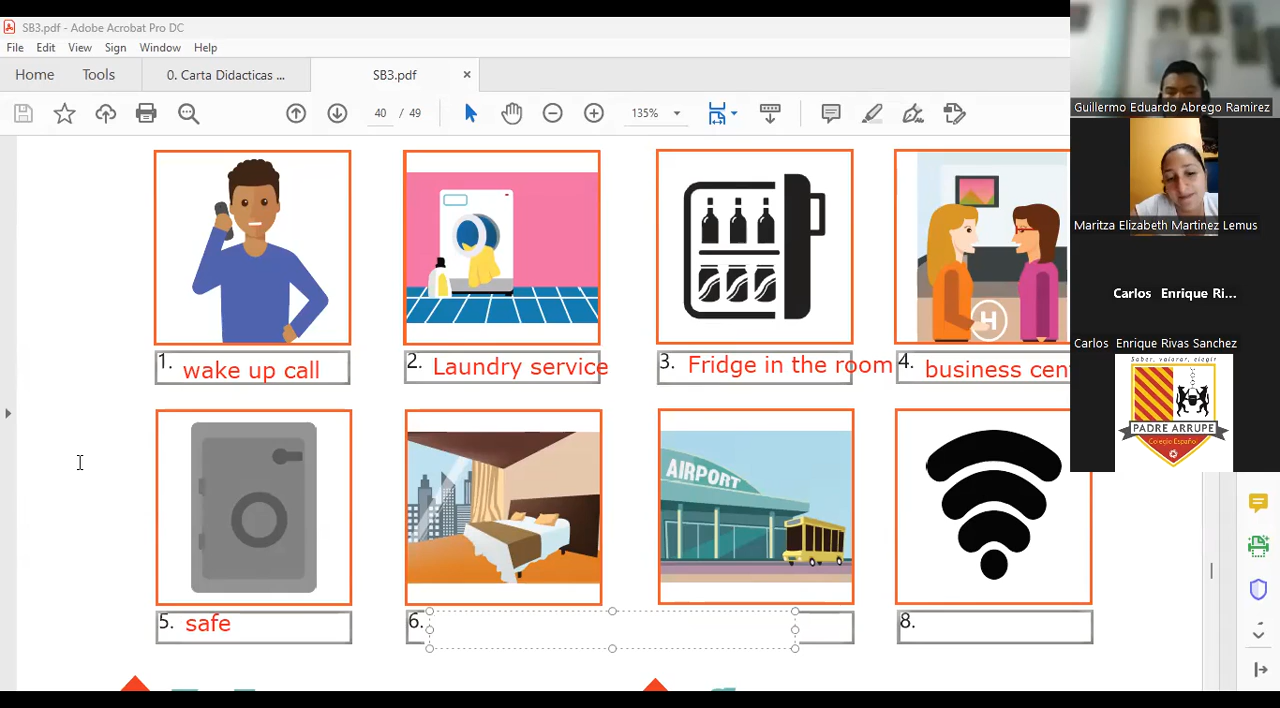 SB3.pdf - Adobe Acrobat Pro DC
File Edit View Sign Window Help
Home Tools 0. Carta Didacticas ... SB3.pdf ×
40 / 49 135%
1. wake up call
2. Laundry service
3. Fridge in the room
4. business cen
H
AIRPORT
5. safe
6.
8.
Guillermo Eduardo Abrego Ramirez
Maritza Elizabeth Martinez Lemus
Carlos Enrique Ri...
Carlos Enrique Rivas Sanchez
Saber, valorar, elegir
PADRE ARRUPE
Colegio Español